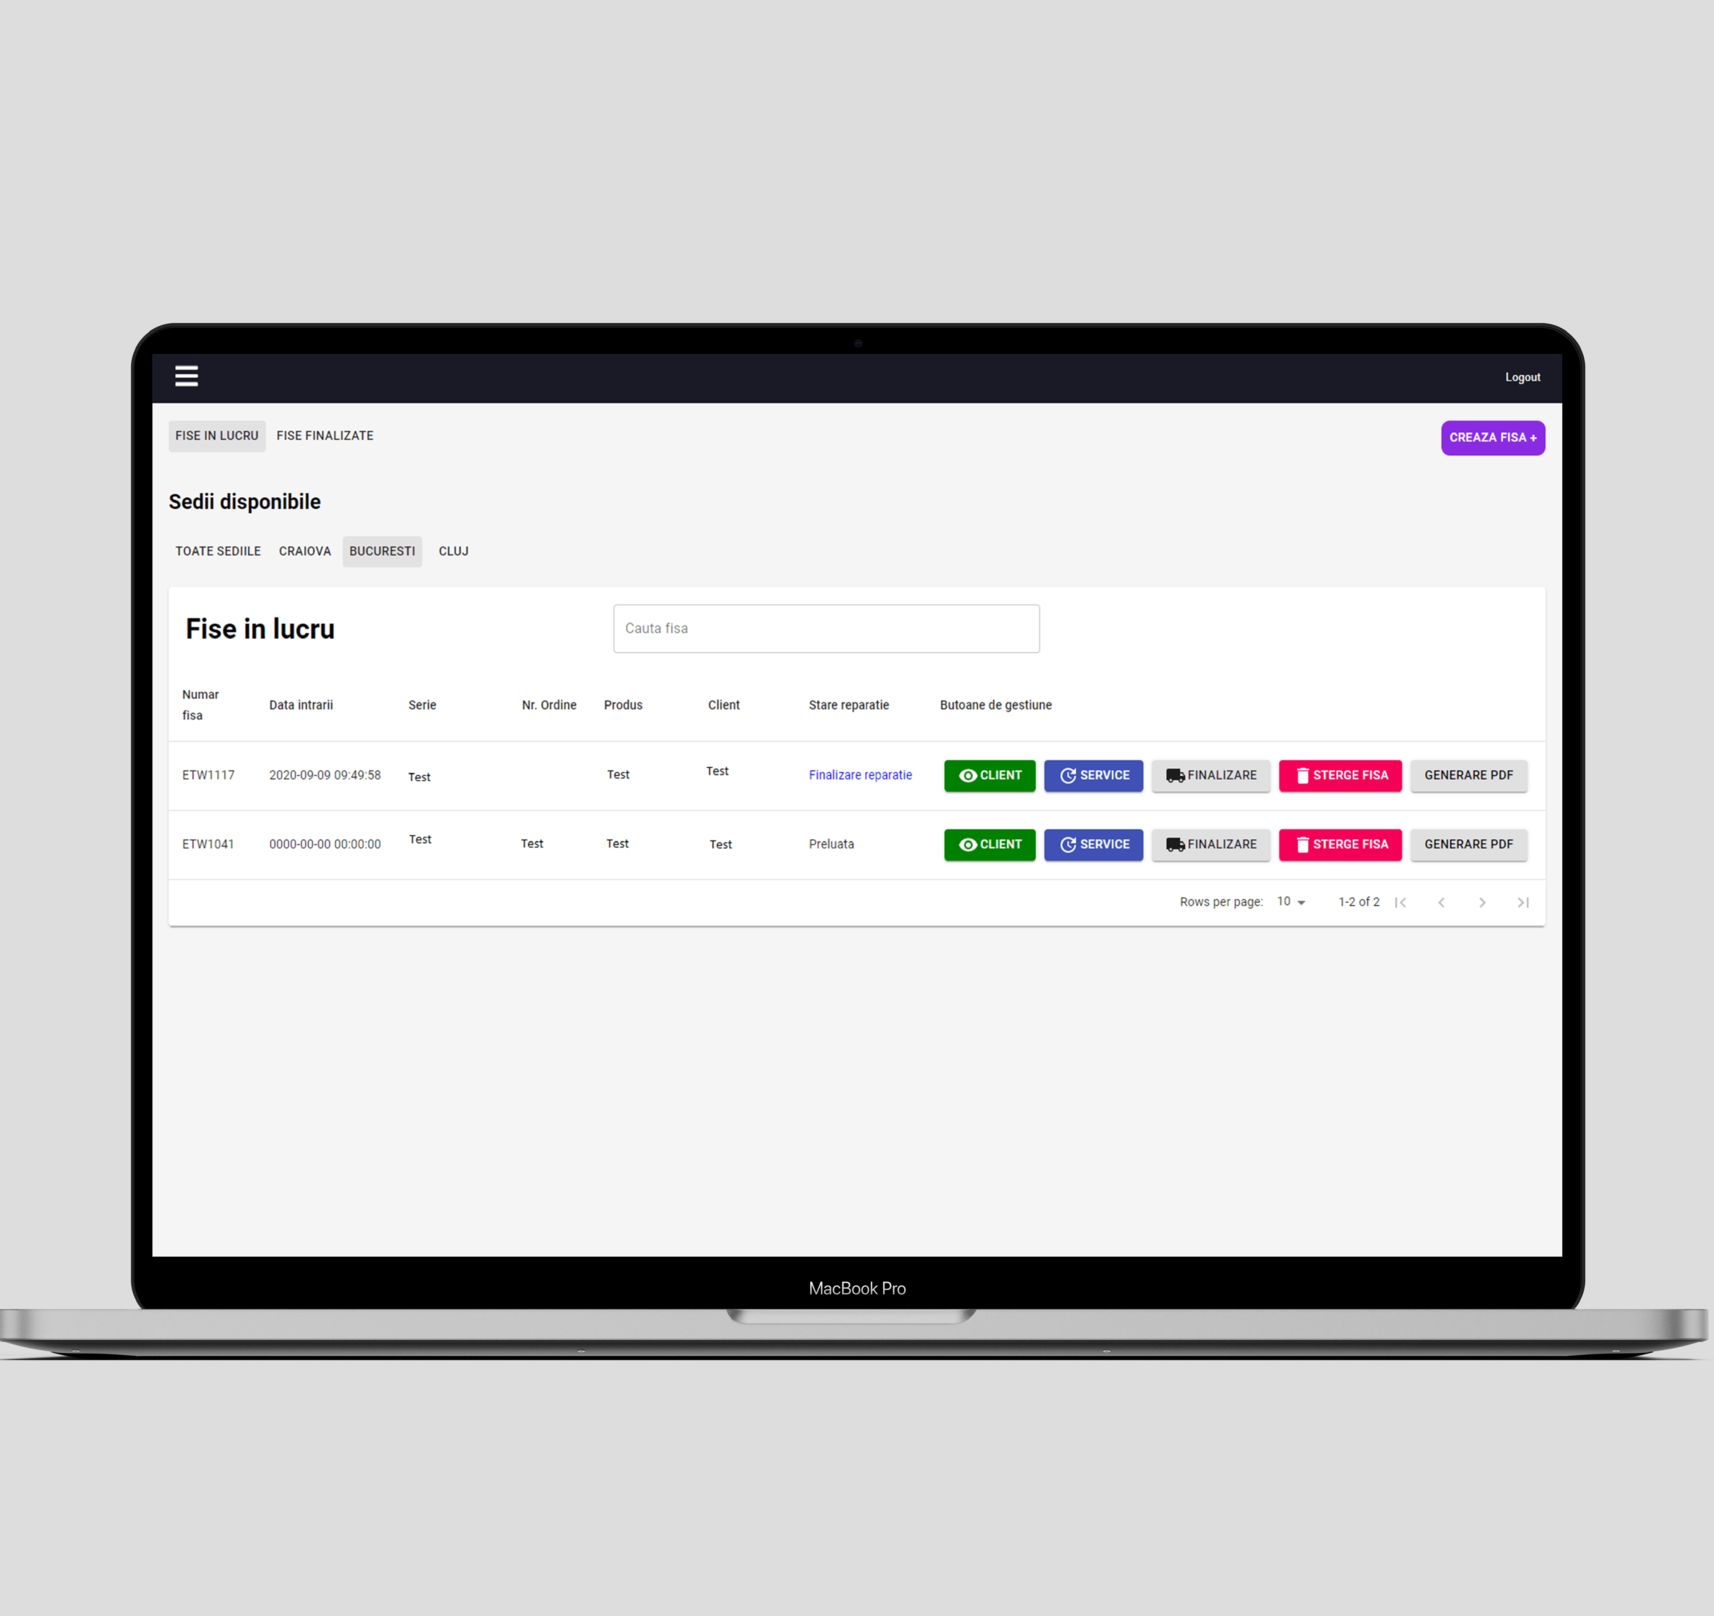 Logout
FISE IN LUCRU FISE FINALIZATE CREAZA FISA +
Sedii disponibile
TOATE SEDIILE CRAIOVA BUCURESTI CLUJ
Fise in lucru Cauta fisa
Numar fisa Data intrarii Serie Nr. Ordine Produs Client Stare reparatie Butoane de gestiune
ETW1117 2020-09-09 09:49:58 Test Test Test Finalizare reparatie CLIENT SERVICE FINALIZARE STERGE FISA GENERARE PDF
ETW1041 0000-00-00 00:00:00 Test Test Test Test Preluata CLIENT SERVICE FINALIZARE STERGE FISA GENERARE PDF
Rows per page: 10 1-2 of 2
MacBook Pro